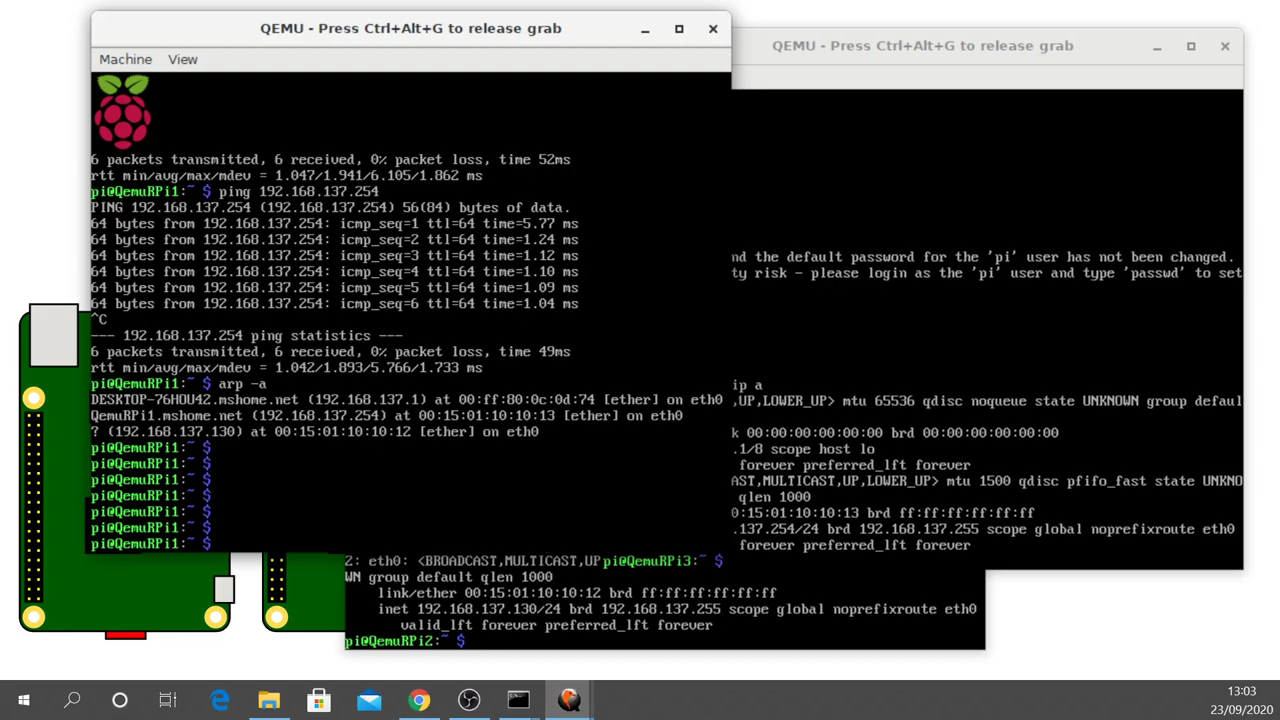 QEMU - Press Ctrl+Alt+G to release grab
Machine View
6 packets transmitted, 6 received, 0% packet loss, time 52ms
rtt min/avg/max/mdev = 1.047/1.941/6.105/1.862 ms
pi@QemuRPi1:~ $ ping 192.168.137.254
PING 192.168.137.254 (192.168.137.254) 56(84) bytes of data.
64 bytes from 192.168.137.254: icmp_seq=1 ttl=64 time=5.77 ms
64 bytes from 192.168.137.254: icmp_seq=2 ttl=64 time=1.24 ms
64 bytes from 192.168.137.254: icmp_seq=3 ttl=64 time=1.12 ms
64 bytes from 192.168.137.254: icmp_seq=4 ttl=64 time=1.10 ms
64 bytes from 192.168.137.254: icmp_seq=5 ttl=64 time=1.09 ms
64 bytes from 192.168.137.254: icmp_seq=6 ttl=64 time=1.04 ms
^C
--- 192.168.137.254 ping statistics ---
6 packets transmitted, 6 received, 0% packet loss, time 49ms
rtt min/avg/max/mdev = 1.042/1.893/5.766/1.733 ms
pi@QemuRPi1:~ $ arp -a
DESKTOP-76HOU42.mshome.net (192.168.137.1) at 00:ff:80:0c:0d:74 [ether] on eth0
QemuRPi1.mshome.net (192.168.137.254) at 00:15:01:10:10:13 [ether] on eth0
? (192.168.137.130) at 00:15:01:10:10:12 [ether] on eth0
pi@QemuRPi1:~ $
pi@QemuRPi1:~ $
pi@QemuRPi1:~ $
pi@QemuRPi1:~ $
pi@QemuRPi1:~ $
pi@QemuRPi1:~ $
pi@QemuRPi1:~ $
QEMU - Press Ctrl+Alt+G to release grab
nd the default password for the 'pi' user has not been changed.
ty risk - please login as the 'pi' user and type 'passwd' to set
ip a
,UP,LOWER_UP> mtu 65536 qdisc noqueue state UNKNOWN group defaul
k 00:00:00:00:00:00 brd 00:00:00:00:00:00
.1/8 scope host lo
forever preferred_lft forever
AST,MULTICAST,UP,LOWER_UP> mtu 1500 qdisc pfifo_fast state UNKNO
qlen 1000
0:15:01:10:10:13 brd ff:ff:ff:ff:ff:ff
.137.254/24 brd 192.168.137.255 scope global noprefixroute eth0
forever preferred_lft forever
2: eth0: <BROADCAST,MULTICAST,UPpi@QemuRPi3:~ $
WN group default qlen 1000
link/ether 00:15:01:10:10:12 brd ff:ff:ff:ff:ff:ff
inet 192.168.137.130/24 brd 192.168.137.255 scope global noprefixroute eth0
valid_lft forever preferred_lft forever
pi@QemuRPi2:~ $
13:03
23/09/2020